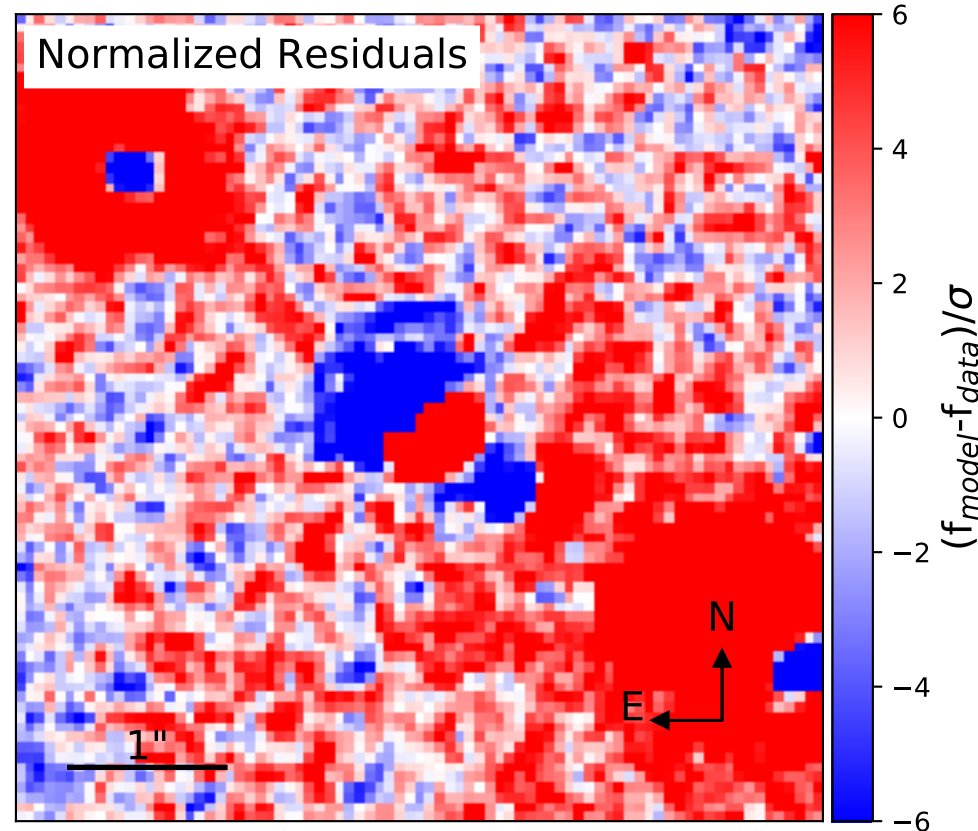 Normalized Residuals
N
E
1"
6
4
2
0
−2
−4
−6
(f_model-f_data)/σ